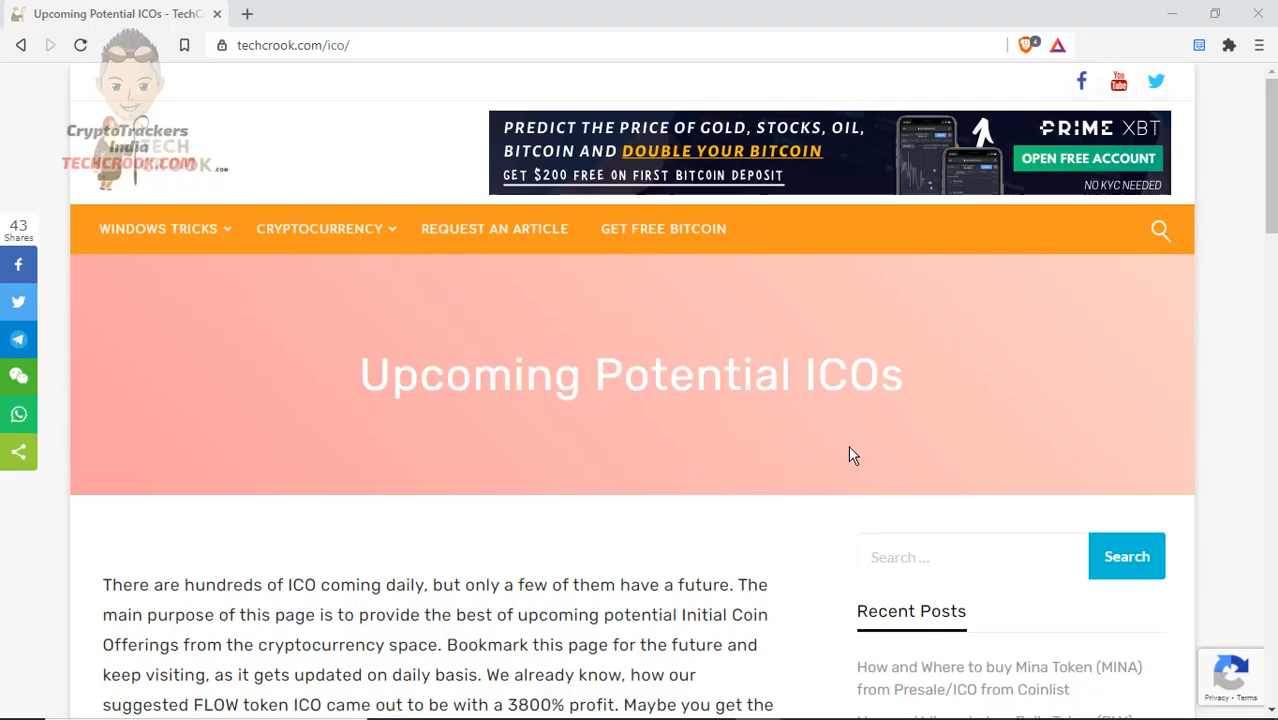 Upcoming Potential ICOs - TechC
techcrook.com/ico/
4
CryptoTrackers
India
TECH
TECHCROOK.COM
OOK.COM
PREDICT THE PRICE OF GOLD, STOCKS, OIL,
BITCOIN AND DOUBLE YOUR BITCOIN
GET $200 FREE ON FIRST BITCOIN DEPOSIT
PRIME XBT
OPEN FREE ACCOUNT
NO KYC NEEDED
You
Tube
43
Shares
WINDOWS TRICKS
CRYPTOCURRENCY
REQUEST AN ARTICLE
GET FREE BITCOIN
Upcoming Potential ICOs
There are hundreds of ICO coming daily, but only a few of them have a future. The
main purpose of this page is to provide the best of upcoming potential Initial Coin
Offerings from the cryptocurrency space. Bookmark this page for the future and
keep visiting, as it gets updated on daily basis. We already know, how our
suggested FLOW token ICO came out to be with a 3800% profit. Maybe you get the
Search …
Search
Recent Posts
How and Where to buy Mina Token (MINA)
from Presale/ICO from Coinlist
Privacy - Terms